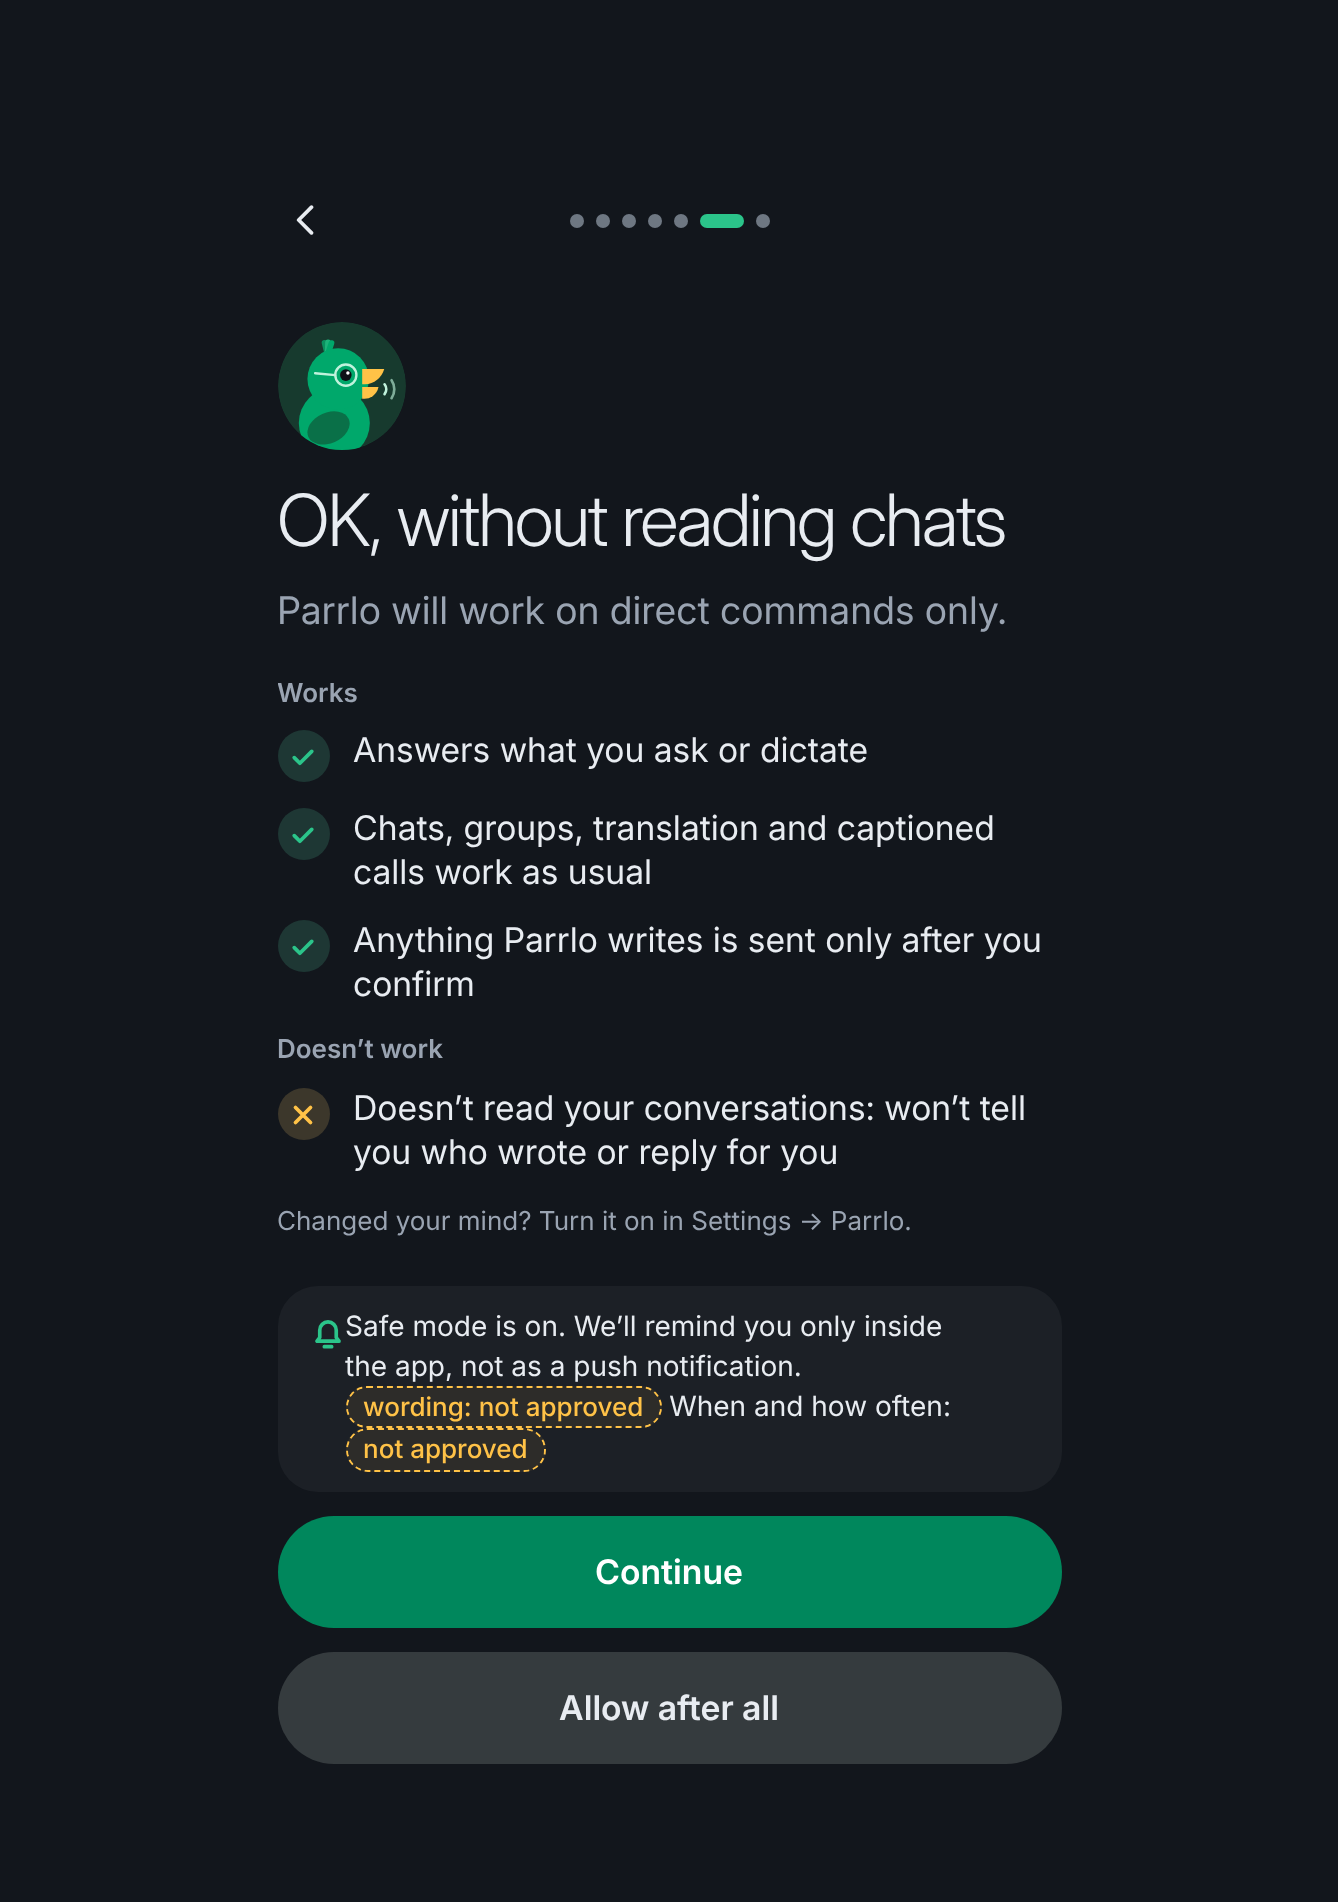 OK, without reading chats
Parrlo will work on direct commands only.
Works
Answers what you ask or dictate
Chats, groups, translation and captioned
calls work as usual
Anything Parrlo writes is sent only after you
confirm
Doesn’t work
Doesn’t read your conversations: won’t tell
you who wrote or reply for you
Changed your mind? Turn it on in Settings → Parrlo.
Safe mode is on. We’ll remind you only inside
the app, not as a push notification.
wording: not approved When and how often:
not approved
Continue
Allow after all